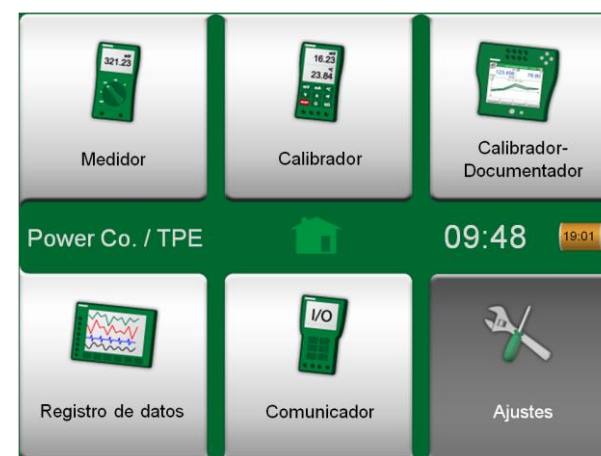 321.23
16.23
23.84
Medidor
Calibrador
Calibrador-
Documentador
Power Co. / TPE
09:48
19:01
I/O
Registro de datos
Comunicador
Ajustes